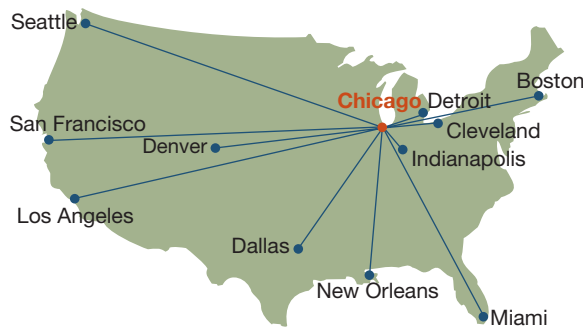 Seattle
Boston
Chicago
Detroit
San Francisco
Cleveland
Denver
Indianapolis
Los Angeles
Dallas
New Orleans
Miami